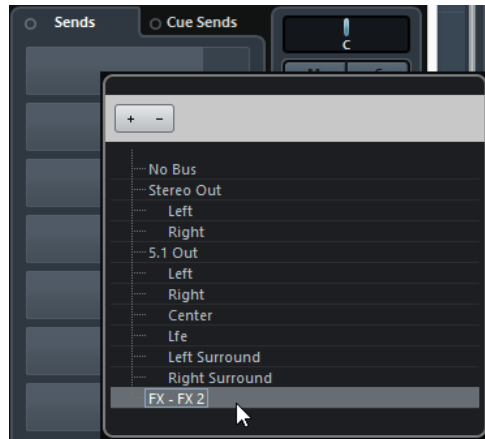 Sends
Cue Sends
C
+ -
No Bus
Stereo Out
Left
Right
5.1 Out
Left
Right
Center
Lfe
Left Surround
Right Surround
FX - FX 2